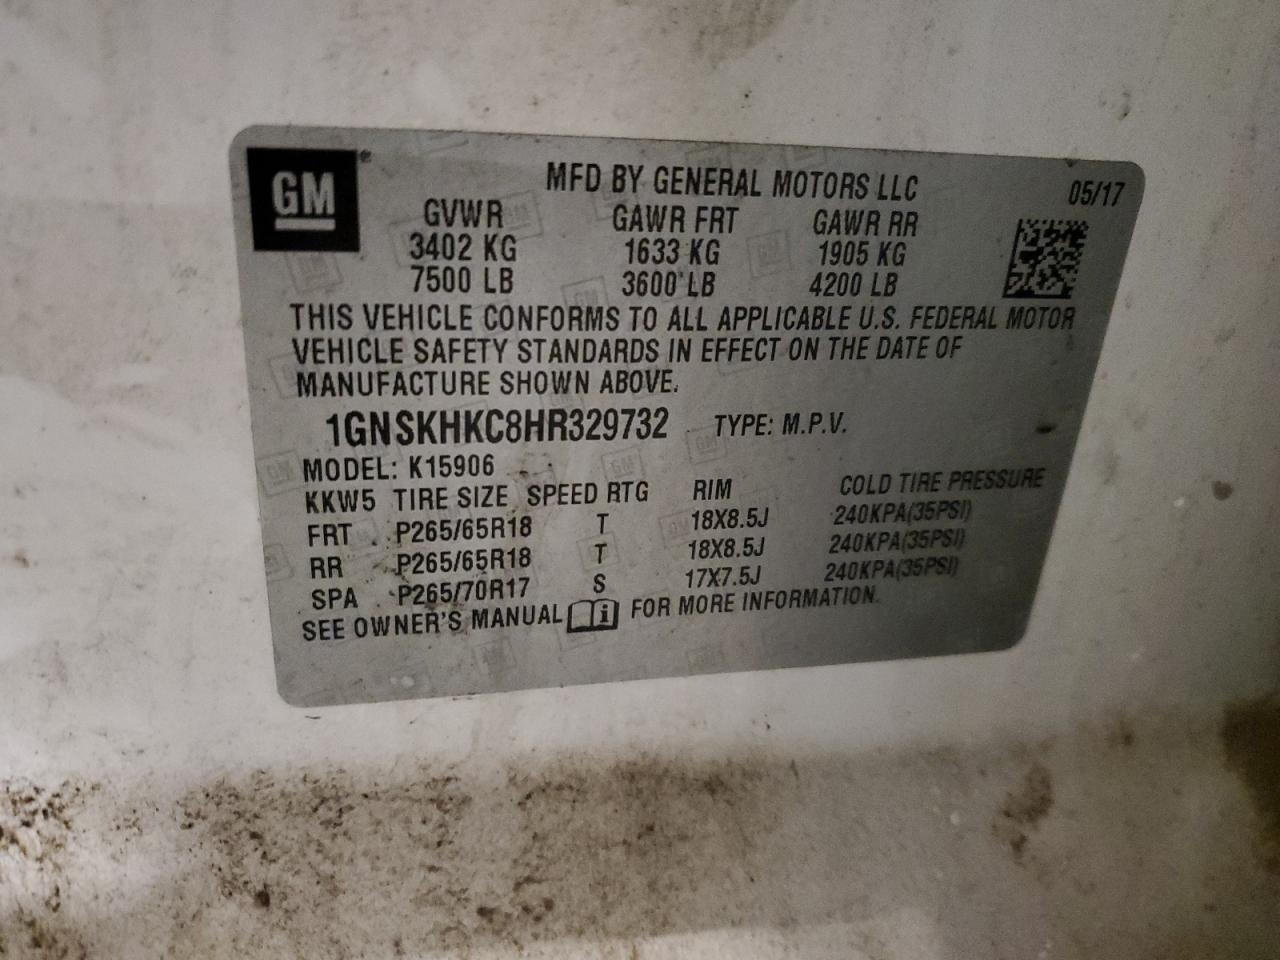 GM
MFD BY GENERAL MOTORS LLC 05/17
GVWR GAWR FRT GAWR RR
3402 KG 1633 KG 1905 KG
7500 LB 3600 LB 4200 LB
THIS VEHICLE CONFORMS TO ALL APPLICABLE U.S. FEDERAL MOTOR
VEHICLE SAFETY STANDARDS IN EFFECT ON THE DATE OF
MANUFACTURE SHOWN ABOVE.
1GNSKHKC8HR329732 TYPE: M.P.V.
MODEL: K15906
KKW5 TIRE SIZE SPEED RTG RIM COLD TIRE PRESSURE
FRT P265/65R18 T 18X8.5J 240KPA(35PSI)
RR P265/65R18 T 18X8.5J 240KPA(35PSI)
SPA P265/70R17 S 17X7.5J 240KPA(35PSI)
SEE OWNER'S MANUAL i FOR MORE INFORMATION.